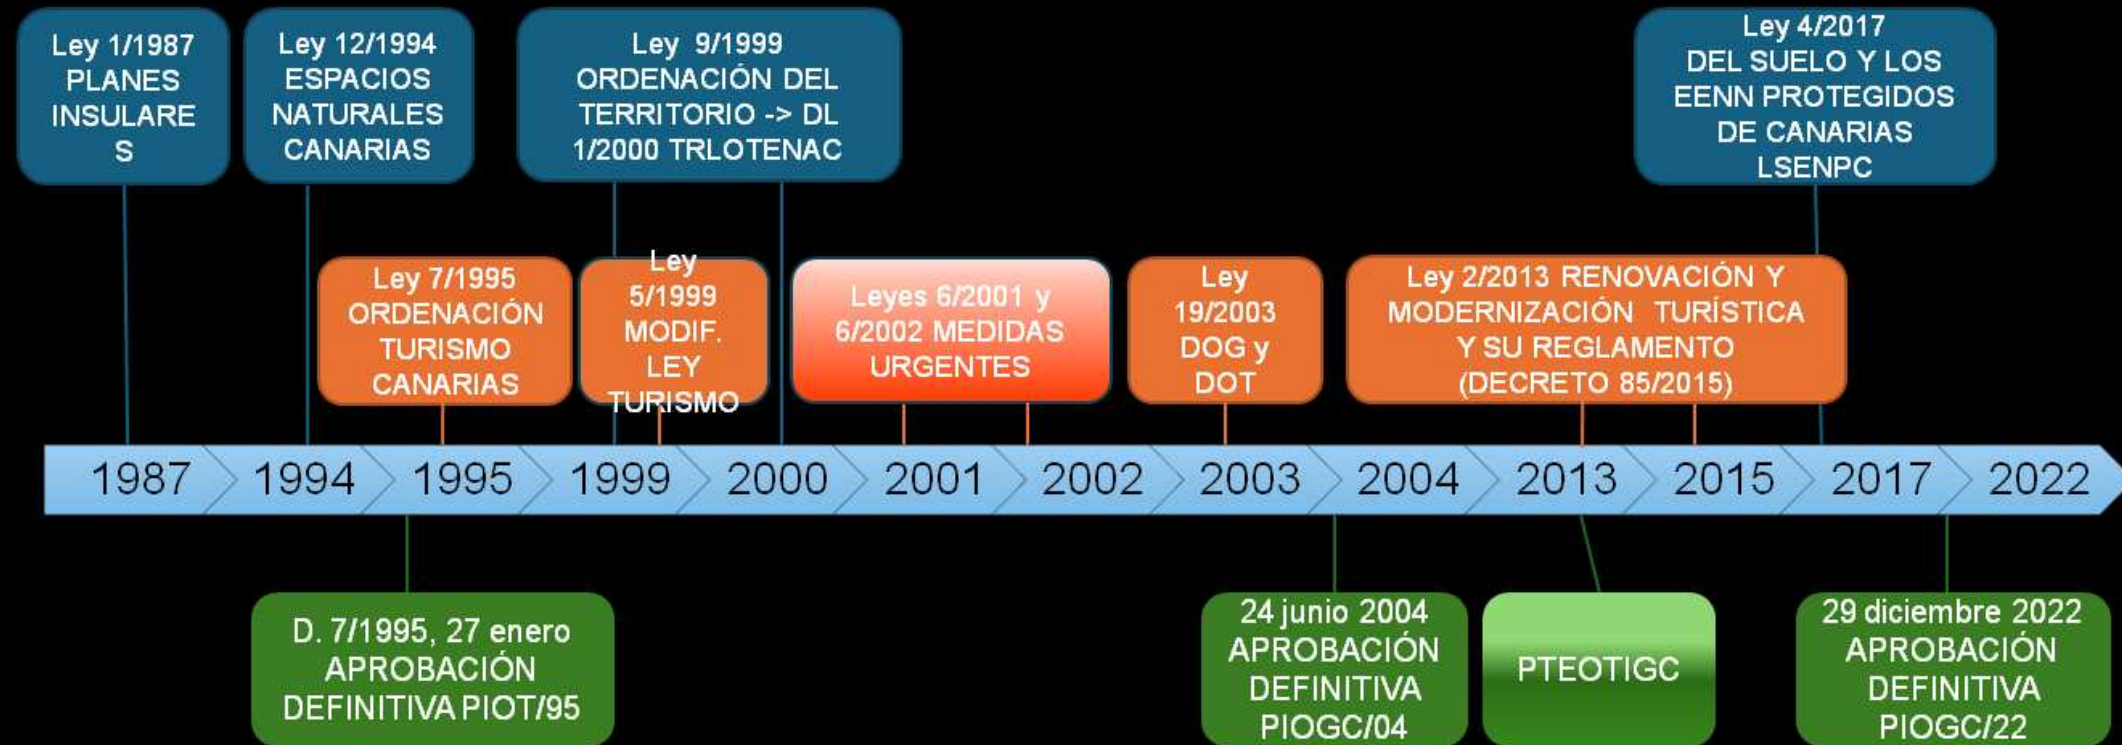 Ley 1/1987
PLANES
INSULARE
S
Ley 12/1994
ESPACIOS
NATURALES
CANARIAS
Ley 9/1999
ORDENACIÓN DEL
TERRITORIO -> DL
1/2000 TRLOTENAC
Ley 4/2017
DEL SUELO Y LOS
EENN PROTEGIDOS
DE CANARIAS
LSENPC
Ley 7/1995
ORDENACIÓN
TURISMO
CANARIAS
Ley
5/1999
MODIF.
LEY
TURISMO
Leyes 6/2001 y
6/2002 MEDIDAS
URGENTES
Ley
19/2003
DOG y
DOT
Ley 2/2013 RENOVACIÓN Y
MODERNIZACIÓN TURÍSTICA
Y SU REGLAMENTO
(DECRETO 85/2015)
1987 1994 1995 1999 2000 2001 2002 2003 2004 2013 2015 2017 2022
D. 7/1995, 27 enero
APROBACIÓN
DEFINITIVA PIOT/95
24 junio 2004
APROBACIÓN
DEFINITIVA
PIOGC/04
PTEOTIGC
29 diciembre 2022
APROBACIÓN
DEFINITIVA
PIOGC/22